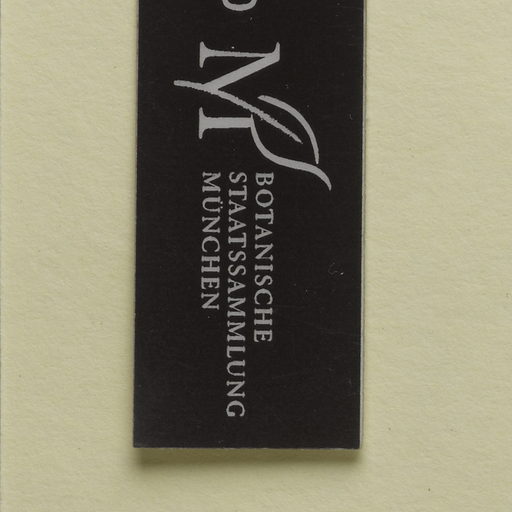 M
BOTANISCHE
STAATSSAMMLUNG
MÜNCHEN